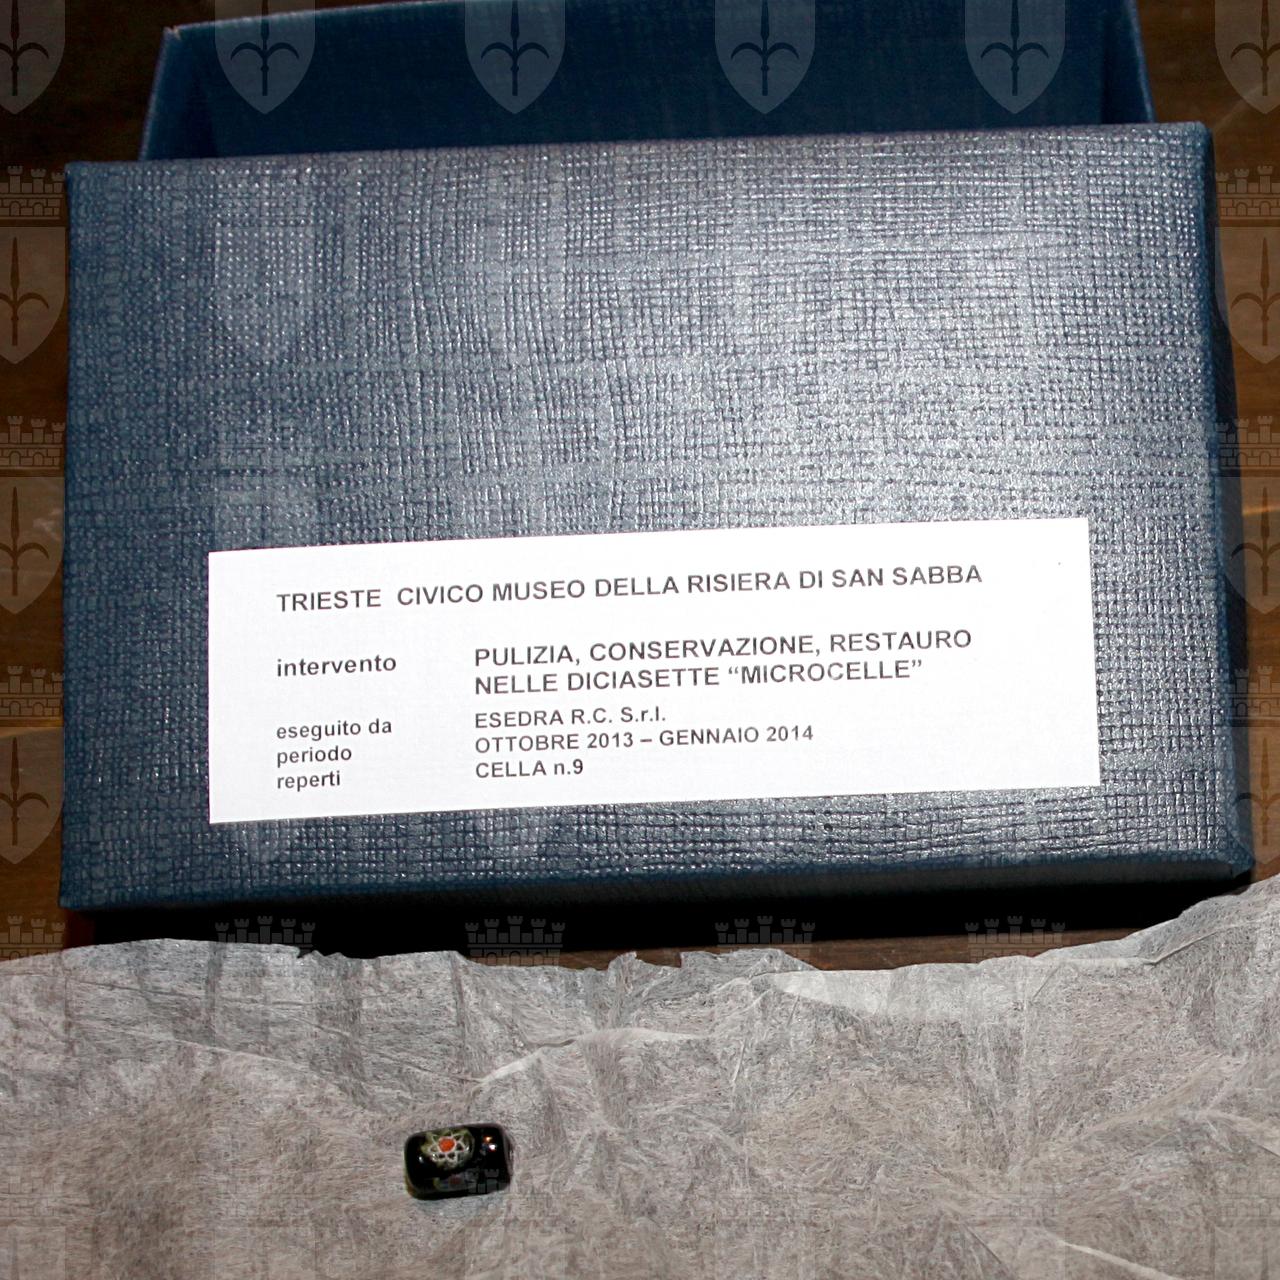 TRIESTE CIVICO MUSEO DELLA RISIERA DI SAN SABBA
intervento PULIZIA, CONSERVAZIONE, RESTAURO
NELLE DICIASETTE “MICROCELLE”
eseguito da ESEDRA R.C. S.r.l.
periodo OTTOBRE 2013 – GENNAIO 2014
reperti CELLA n.9